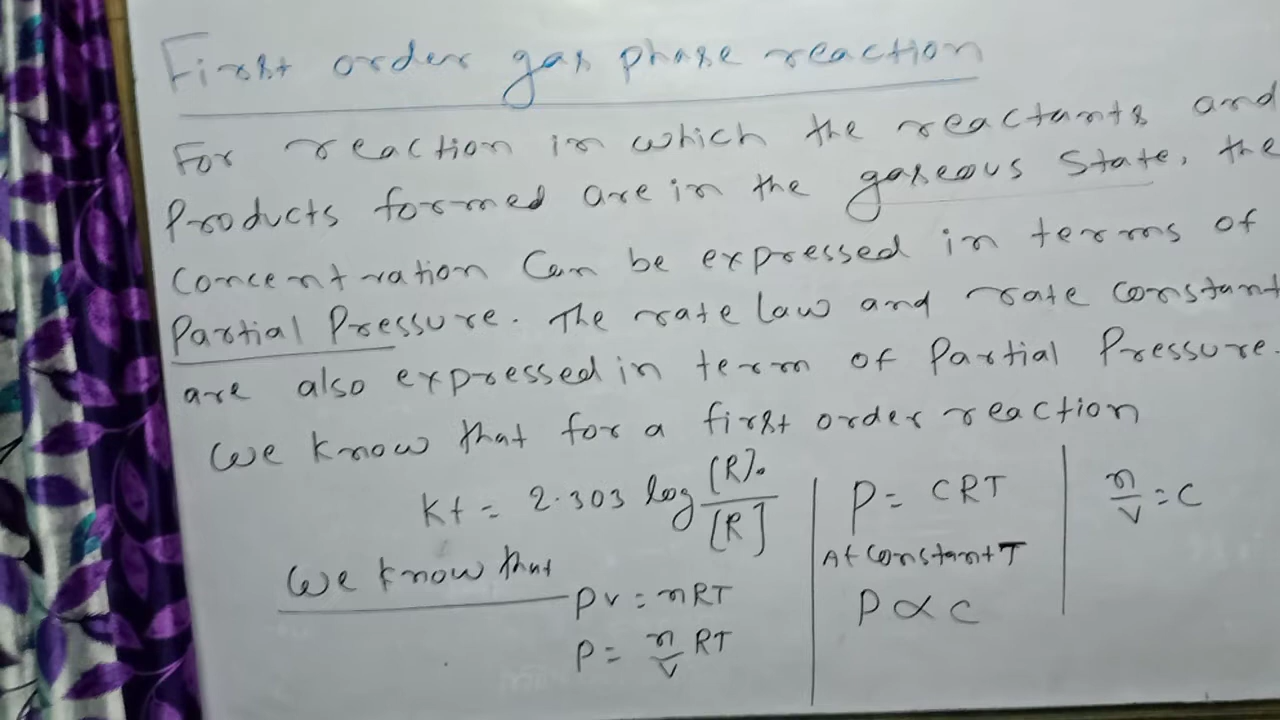 First order gas phase reaction
For reaction in which the reactants and
Products formed are in the gaseous State, the
Concentration Can be expressed in terms of
Partial Pressure. The rate law and rate constant
are also expressed in term of Partial Pressure.
We know that for a first order reaction
Kt = 2.303 log [R]₀/[R]
We know that
PV = nRT
P = n/V RT
P = CRT
At constant T
P ∝ C
n/V = C